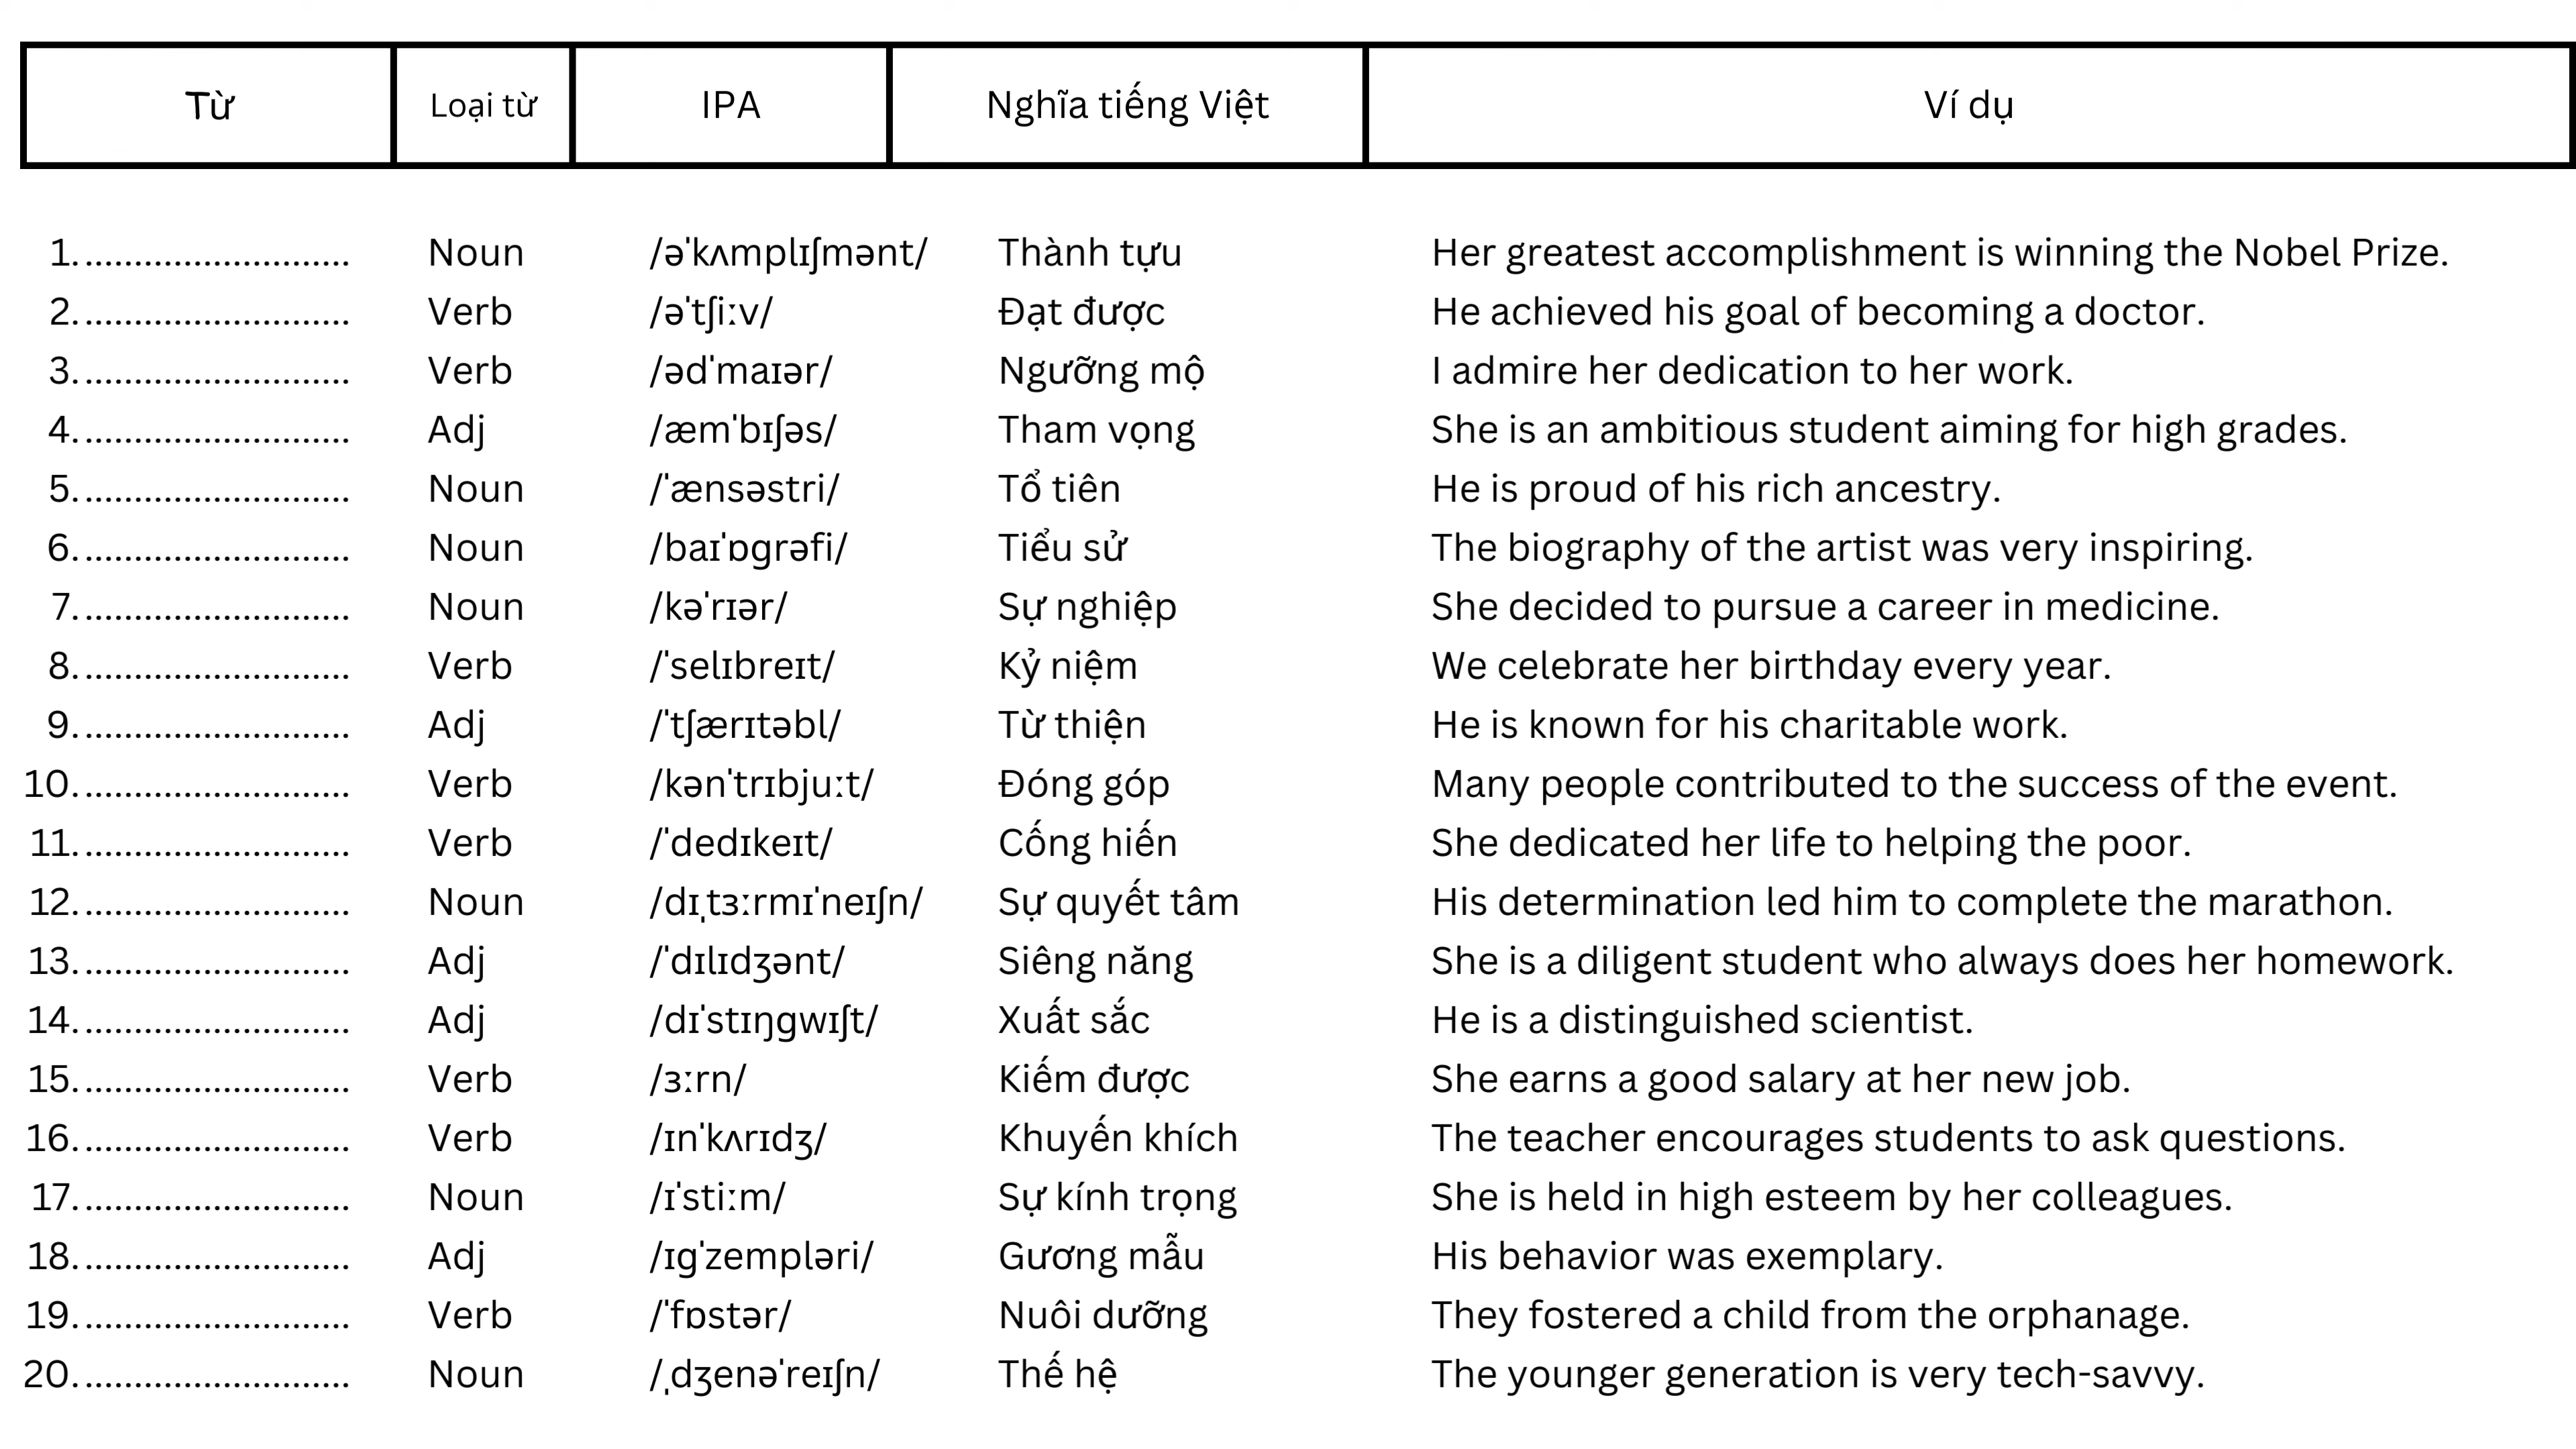 Từ Loại từ IPA Nghĩa tiếng Việt Ví dụ
1........................... Noun /əˈkʌmplɪʃmənt/ Thành tựu Her greatest accomplishment is winning the Nobel Prize.
2........................... Verb /əˈtʃiːv/ Đạt được He achieved his goal of becoming a doctor.
3........................... Verb /ədˈmaɪər/ Ngưỡng mộ I admire her dedication to her work.
4........................... Adj /æmˈbɪʃəs/ Tham vọng She is an ambitious student aiming for high grades.
5........................... Noun /ˈænsəstri/ Tổ tiên He is proud of his rich ancestry.
6........................... Noun /baɪˈɒgrəfi/ Tiểu sử The biography of the artist was very inspiring.
7........................... Noun /kəˈrɪər/ Sự nghiệp She decided to pursue a career in medicine.
8........................... Verb /ˈselɪbreɪt/ Kỷ niệm We celebrate her birthday every year.
9........................... Adj /ˈtʃærɪtəbl/ Từ thiện He is known for his charitable work.
10........................... Verb /kənˈtrɪbjuːt/ Đóng góp Many people contributed to the success of the event.
11........................... Verb /ˈdedɪkeɪt/ Cống hiến She dedicated her life to helping the poor.
12........................... Noun /dɪˌtɜːrmɪˈneɪʃn/ Sự quyết tâm His determination led him to complete the marathon.
13........................... Adj /ˈdɪlɪdʒənt/ Siêng năng She is a diligent student who always does her homework.
14........................... Adj /dɪˈstɪŋgwɪʃt/ Xuất sắc He is a distinguished scientist.
15........................... Verb /ɜːrn/ Kiếm được She earns a good salary at her new job.
16........................... Verb /ɪnˈkʌrɪdʒ/ Khuyến khích The teacher encourages students to ask questions.
17........................... Noun /ɪˈstiːm/ Sự kính trọng She is held in high esteem by her colleagues.
18........................... Adj /ɪgˈzempləri/ Gương mẫu His behavior was exemplary.
19........................... Verb /ˈfɒstər/ Nuôi dưỡng They fostered a child from the orphanage.
20........................... Noun /ˌdʒenəˈreɪʃn/ Thế hệ The younger generation is very tech-savvy.